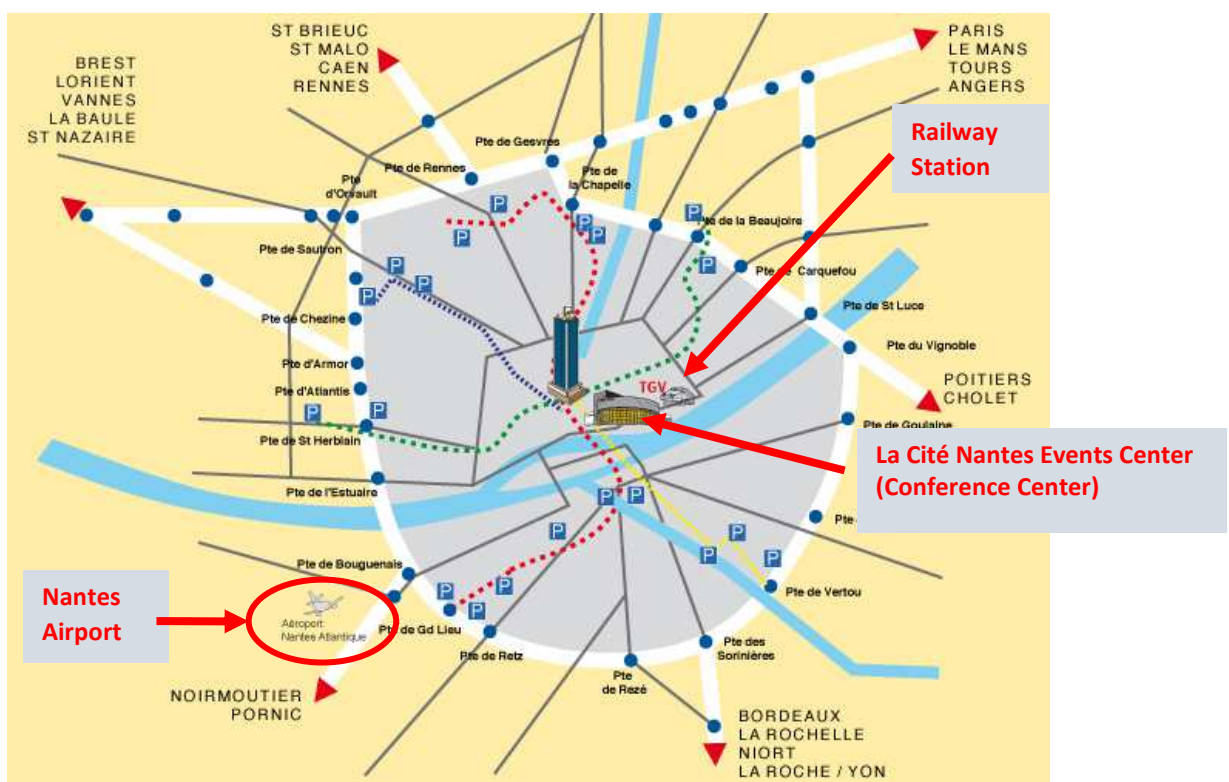 ST BRIEUC
ST MALO
CAEN
RENNES
PARIS
LE MANS
TOURS
ANGERS
BREST
LORIENT
VANNES
LA BAULE
ST NAZAIRE
Railway
Station
Pte de Gesvres
Pte de Rennes
Pte de
la Chapelle
Pte
d'Orvault
P
P
P
P
P
Pte de la Beaujoire
P
Pte de Sautron
P
P
P
P
Pte de Carquefou
Pte de St Luce
Pte de Chezine
Pte du Vignoble
Pte d'Armor
POITIERS
CHOLET
Pte d'Atlantis
TGV
P
P
Pte de St Herblain
Pte de Goulaine
La Cité Nantes Events Center
(Conference Center)
Pte de l'Estuaire
P
P
Pte
P
P
P
P
Pte de Bouguenais
P
Pte de Vertou
Nantes
Airport
Aéroport
Nantes Atlantique
P
P
Pte de Gd Lieu
Pte de Retz
Pte des
Sorinières
Pte
de Rezé
NOIRMOUTIER
PORNIC
BORDEAUX
LA ROCHELLE
NIORT
LA ROCHE / YON